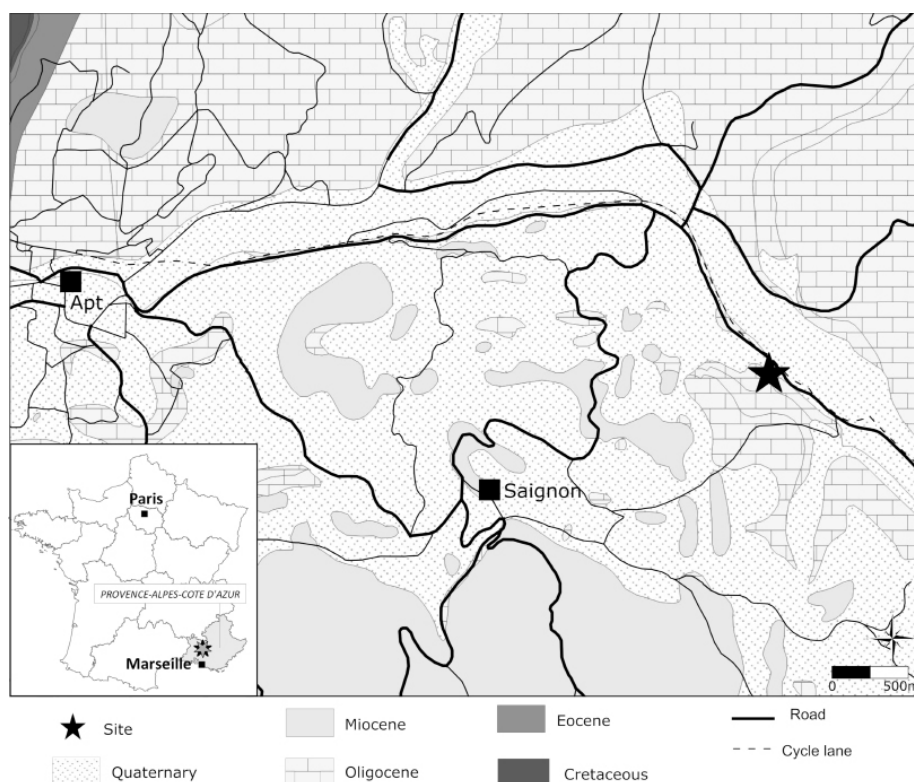 Apt
Saignon
Paris
PROVENCE-ALPES-COTE D'AZUR
Marseille
0 500m
Site
Miocene
Eocene
Road
Cycle lane
Quaternary
Oligocene
Cretaceous